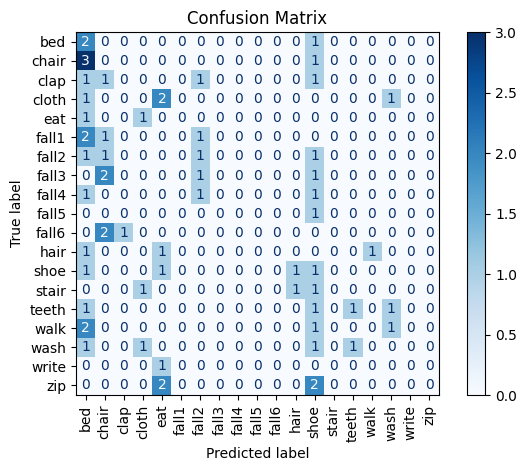 Confusion Matrix
True label
bed 2 0 0 0 0 0 0 0 0 0 0 0 1 0 0 0 0 0 0
chair 3 0 0 0 0 0 0 0 0 0 0 0 1 0 0 0 0 0 0
clap 1 1 0 0 0 0 1 0 0 0 0 0 1 0 0 0 0 0 0
cloth 1 0 0 0 2 0 0 0 0 0 0 0 0 0 0 0 1 0 0
eat 1 0 0 1 0 0 0 0 0 0 0 0 0 0 0 0 0 0 0
fall1 2 1 0 0 0 0 1 0 0 0 0 0 0 0 0 0 0 0 0
fall2 1 1 0 0 0 0 1 0 0 0 0 0 1 0 0 0 0 0 0
fall3 0 2 0 0 0 0 1 0 0 0 0 0 1 0 0 0 0 0 0
fall4 1 0 0 0 0 0 1 0 0 0 0 0 1 0 0 0 0 0 0
fall5 0 0 0 0 0 0 0 0 0 0 0 0 1 0 0 0 0 0 0
fall6 0 2 1 0 0 0 0 0 0 0 0 0 0 0 0 0 0 0 0
hair 1 0 0 0 1 0 0 0 0 0 0 0 0 0 0 1 0 0 0
shoe 1 0 0 0 1 0 0 0 0 0 0 1 1 0 0 0 0 0 0
stair 0 0 0 1 0 0 0 0 0 0 0 1 1 0 0 0 0 0 0
teeth 1 0 0 0 0 0 0 0 0 0 0 0 1 0 1 0 1 0 0
walk 2 0 0 0 0 0 0 0 0 0 0 0 1 0 0 0 1 0 0
wash 1 0 0 1 0 0 0 0 0 0 0 0 1 0 1 0 0 0 0
write 0 0 0 0 1 0 0 0 0 0 0 0 0 0 0 0 0 0 0
zip 0 0 0 0 2 0 0 0 0 0 0 0 2 0 0 0 0 0 0
bed chair clap cloth eat fall1 fall2 fall3 fall4 fall5 fall6 hair shoe stair teeth walk wash write zip
Predicted label
3.0
2.5
2.0
1.5
1.0
0.5
0.0